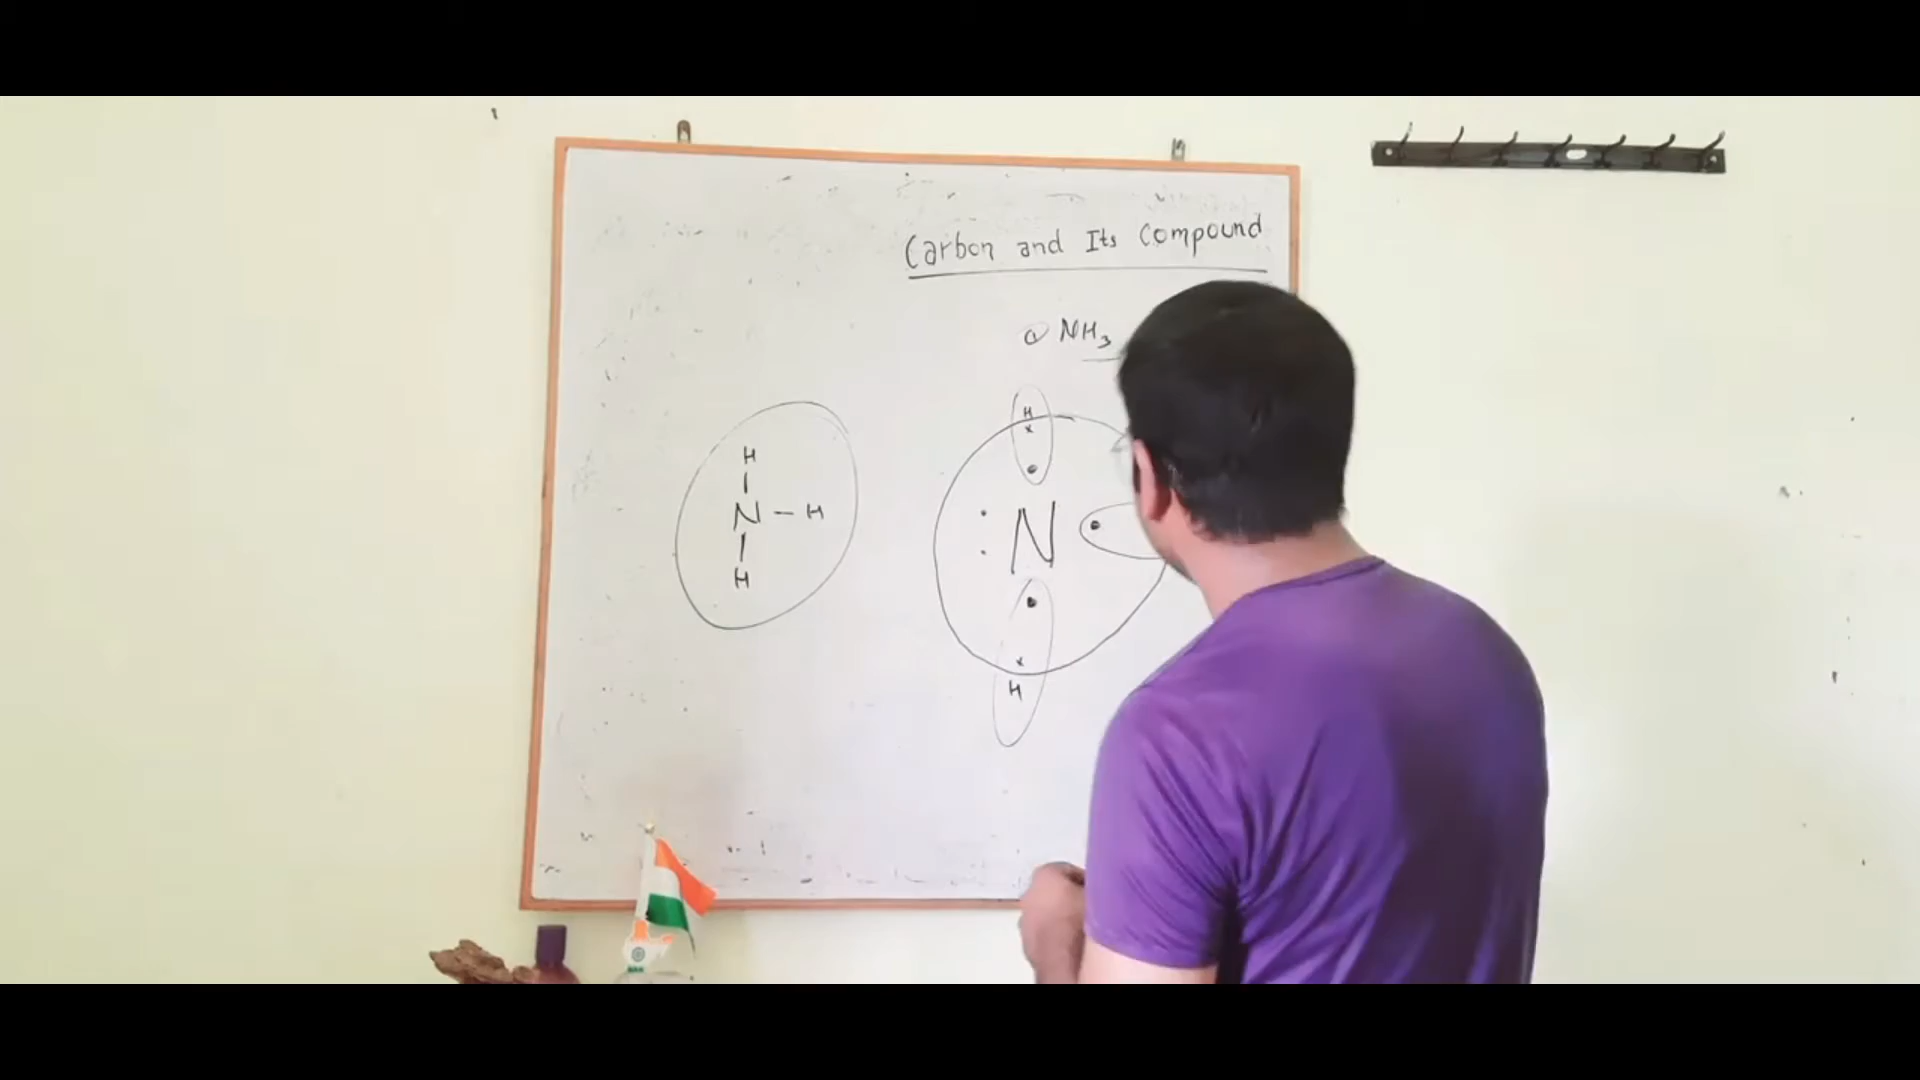 Carbon and Its Compound
NH3
H
H
N - H
: N
H
H